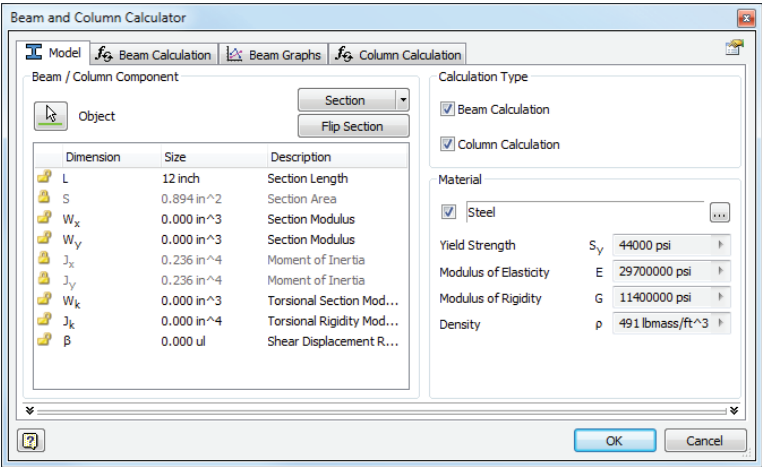 Beam and Column Calculator
Model
Beam Calculation
Beam Graphs
Column Calculation
Beam / Column Component
Object
Section
Flip Section
Dimension Size Description
L 12 inch Section Length
S 0.894 in^2 Section Area
Wx 0.000 in^3 Section Modulus
Wy 0.000 in^3 Section Modulus
Jx 0.236 in^4 Moment of Inertia
Jy 0.236 in^4 Moment of Inertia
Wk 0.000 in^3 Torsional Section Mod...
Jk 0.000 in^4 Torsional Rigidity Mod...
β 0.000 ul Shear Displacement R...
Calculation Type
Beam Calculation
Column Calculation
Material
Steel
...
Yield Strength Sy 44000 psi
Modulus of Elasticity E 29700000 psi
Modulus of Rigidity G 11400000 psi
Density ρ 491 lbmass/ft^3
OK
Cancel